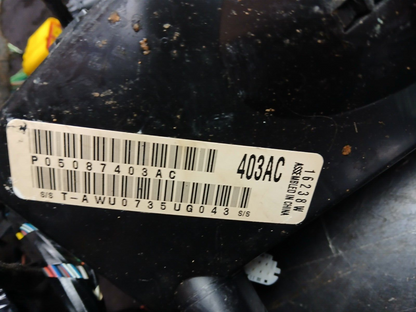 P05087403AC
403AC
S/S T-AWU0735UG043 S/S
16238W
ASSEMBLED IN CHINA